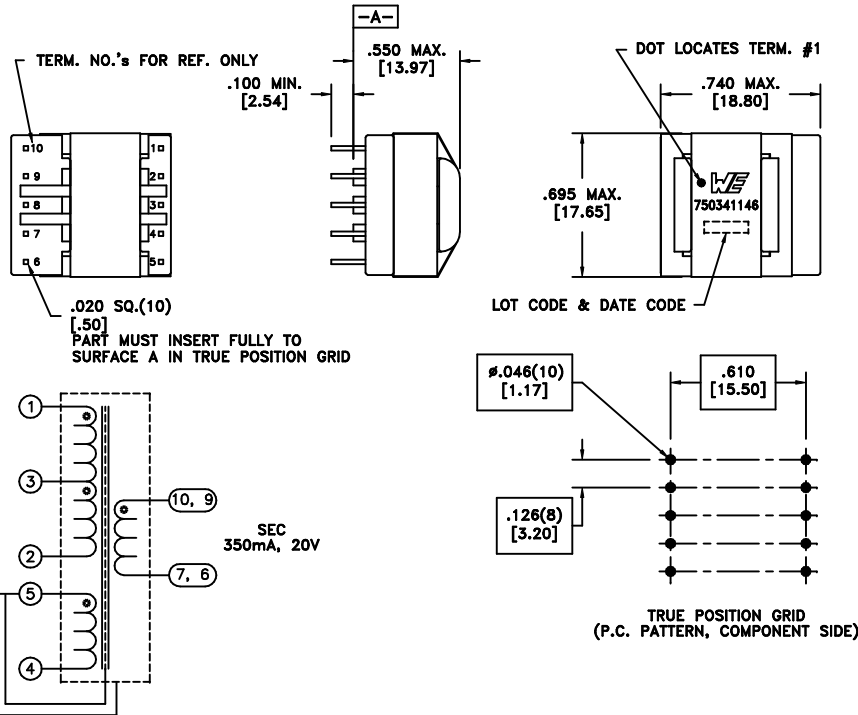 -A-
TERM. NO.'s FOR REF. ONLY
.550 MAX.
[13.97]
.100 MIN.
[2.54]
DOT LOCATES TERM. #1
.740 MAX.
[18.80]
10
9
8
7
6
1
2
3
4
5
.695 MAX.
[17.65]
WE
750341146
LOT CODE & DATE CODE
.020 SQ.(10)
[.50]
PART MUST INSERT FULLY TO
SURFACE A IN TRUE POSITION GRID
1
3
2
5
4
10, 9
7, 6
SEC
350mA, 20V
ø.046(10)
[1.17]
.610
[15.50]
.126(8)
[3.20]
TRUE POSITION GRID
(P.C. PATTERN, COMPONENT SIDE)